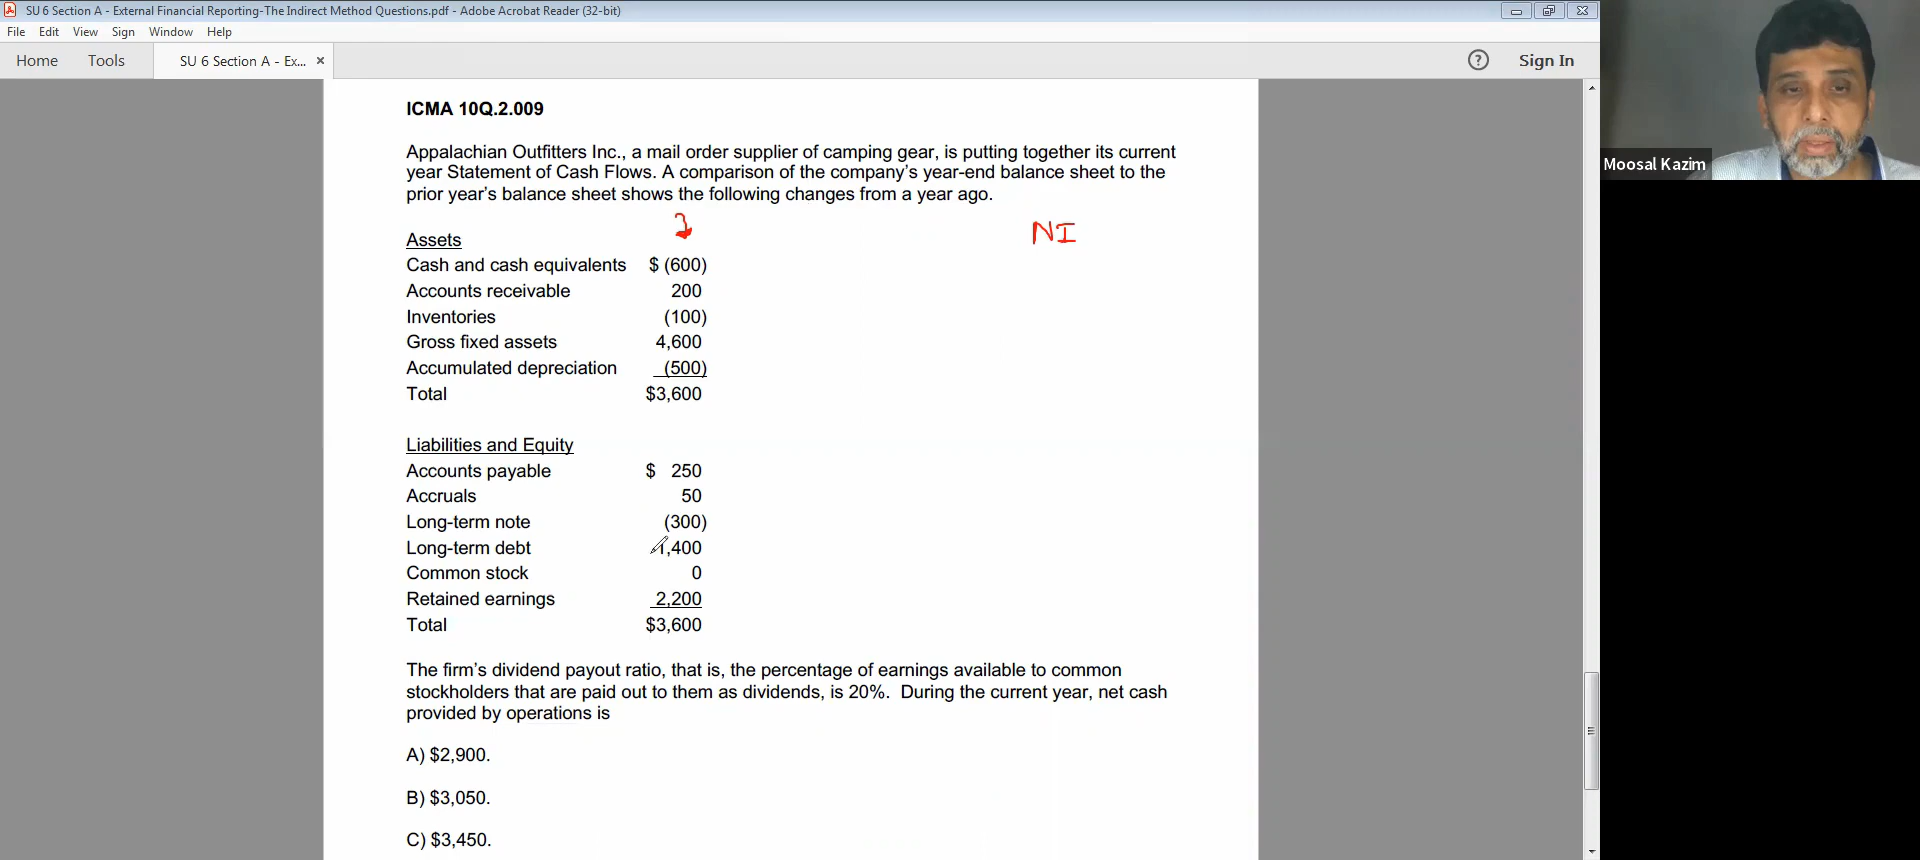 SU 6 Section A - External Financial Reporting-The Indirect Method Questions.pdf - Adobe Acrobat Reader (32-bit)
File Edit View Sign Window Help
Home Tools SU 6 Section A - Ex... × ? Sign In
Moosal Kazim
ICMA 10Q.2.009
Appalachian Outfitters Inc., a mail order supplier of camping gear, is putting together its current
year Statement of Cash Flows. A comparison of the company's year-end balance sheet to the
prior year's balance sheet shows the following changes from a year ago.
NI
Assets
Cash and cash equivalents $ (600)
Accounts receivable 200
Inventories (100)
Gross fixed assets 4,600
Accumulated depreciation (500)
Total $3,600
Liabilities and Equity
Accounts payable $ 250
Accruals 50
Long-term note (300)
Long-term debt 1,400
Common stock 0
Retained earnings 2,200
Total $3,600
The firm's dividend payout ratio, that is, the percentage of earnings available to common
stockholders that are paid out to them as dividends, is 20%. During the current year, net cash
provided by operations is
A) $2,900.
B) $3,050.
C) $3,450.